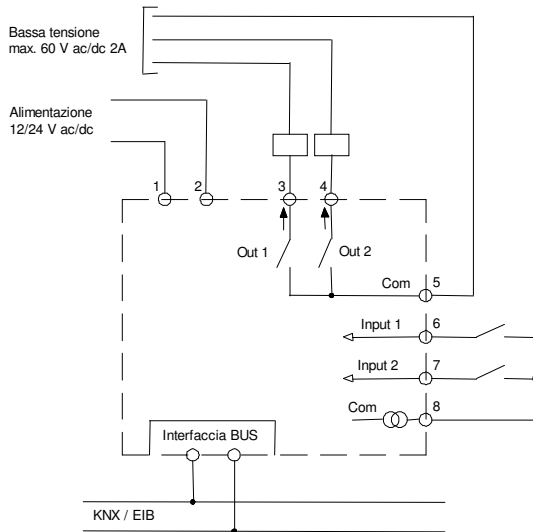 Bassa tensione
max. 60 V ac/dc 2A
Alimentazione
12/24 V ac/dc
1
2
3
4
Out 1
Out 2
Com
5
Input 1
6
Input 2
7
Com
8
Interfaccia BUS
KNX / EIB